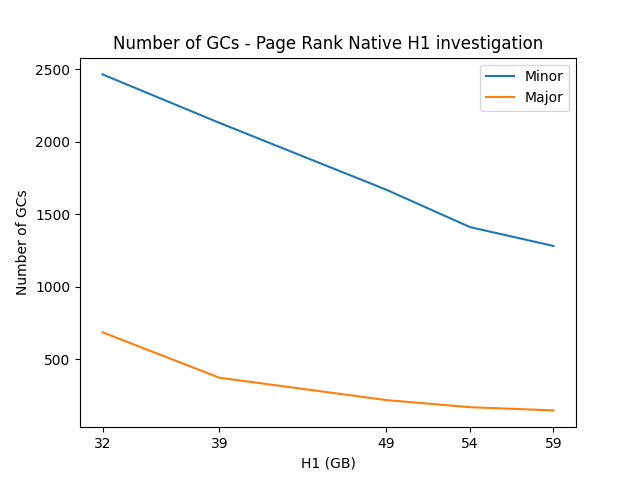 Number of GCs - Page Rank Native H1 investigation
Minor
Major
Number of GCs
2500
2000
1500
1000
500
32 39 49 54 59
H1 (GB)